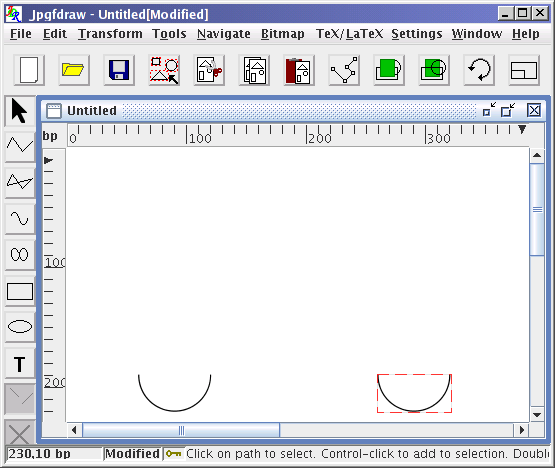 Jpgfdraw - Untitled[Modified]
File Edit Transform Tools Navigate Bitmap TeX/LaTeX Settings Window Help
Untitled
bp 0 100 200 300
100
200
T
230,10 bp Modified Click on path to select. Control-click to add to selection. Doubl